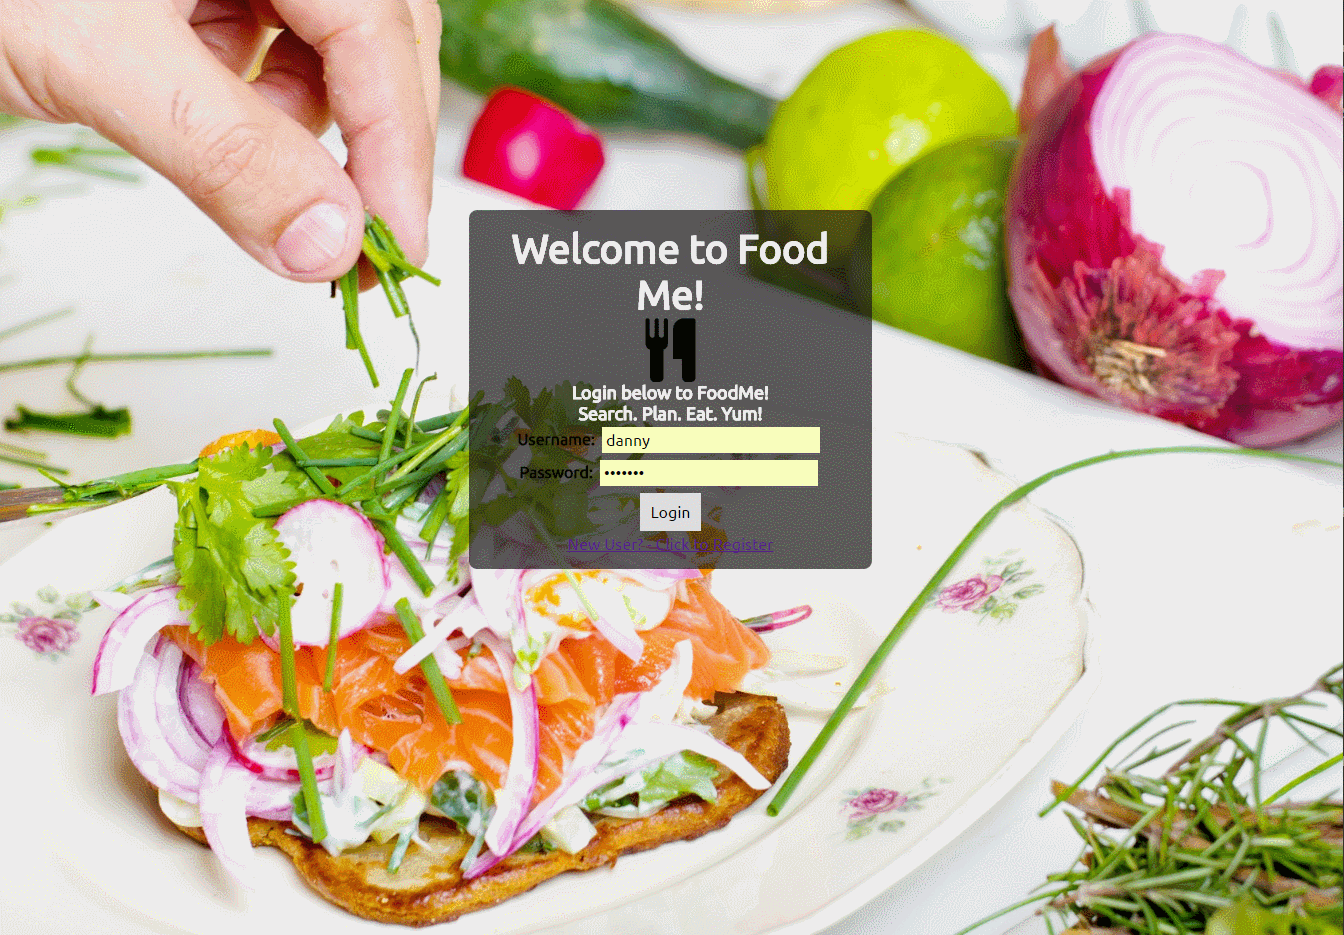 Welcome to Food
Me!
Login below to FoodMe!
Search. Plan. Eat. Yum!
Username: danny
Password: •••••••
Login
New User? - Click to Register